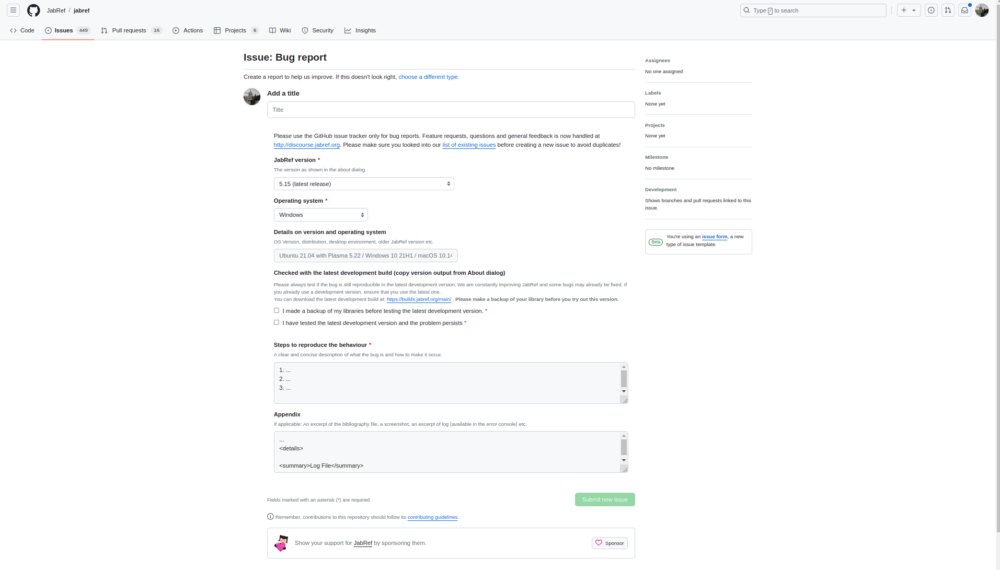 JabRef / jabref
Type / to search
Code
Issues 449
Pull requests 16
Actions
Projects 6
Wiki
Security
Insights
Issue: Bug report
Create a report to help us improve. If this doesn't look right, choose a different type.
Add a title
Title
Please use the GitHub issue tracker only for bug reports. Feature requests, questions and general feedback is now handled at
http://discourse.jabref.org. Please make sure you looked into our list of existing issues before creating a new issue to avoid duplicates!
JabRef version *
The version as shown in the about dialog.
5.15 (latest release)
Operating system *
Windows
Details on version and operating system
OS Version, distribution, desktop environment, older JabRef version etc.
Ubuntu 21.04 with Plasma 5.22 / Windows 10 21H1 / macOS 10.14
Checked with the latest development build (copy version output from About dialog)
Please always test if the bug is still reproducible in the latest development version. We are constantly improving JabRef and some bugs may already be fixed. If
you already use a development version, ensure that you use the latest one.
You can download the latest development build at: https://builds.jabref.org/main/ . Please make a backup of your library before you try out this version.
I made a backup of my libraries before testing the latest development version. *
I have tested the latest development version and the problem persists *
Steps to reproduce the behaviour *
A clear and concise description of what the bug is and how to make it occur.
1. ...
2. ...
3. ...
Appendix
If applicable: An excerpt of the bibliography file, a screenshot, an excerpt of log (available in the error console) etc.
...
<details>
<summary>Log File</summary>
Fields marked with an asterisk (*) are required.
Submit new issue
Remember, contributions to this repository should follow its contributing guidelines.
Show your support for JabRef by sponsoring them.
Sponsor
Assignees
No one assigned
Labels
None yet
Projects
None yet
Milestone
No milestone
Development
Shows branches and pull requests linked to this
issue.
Beta
You're using an issue form, a new
type of issue template.